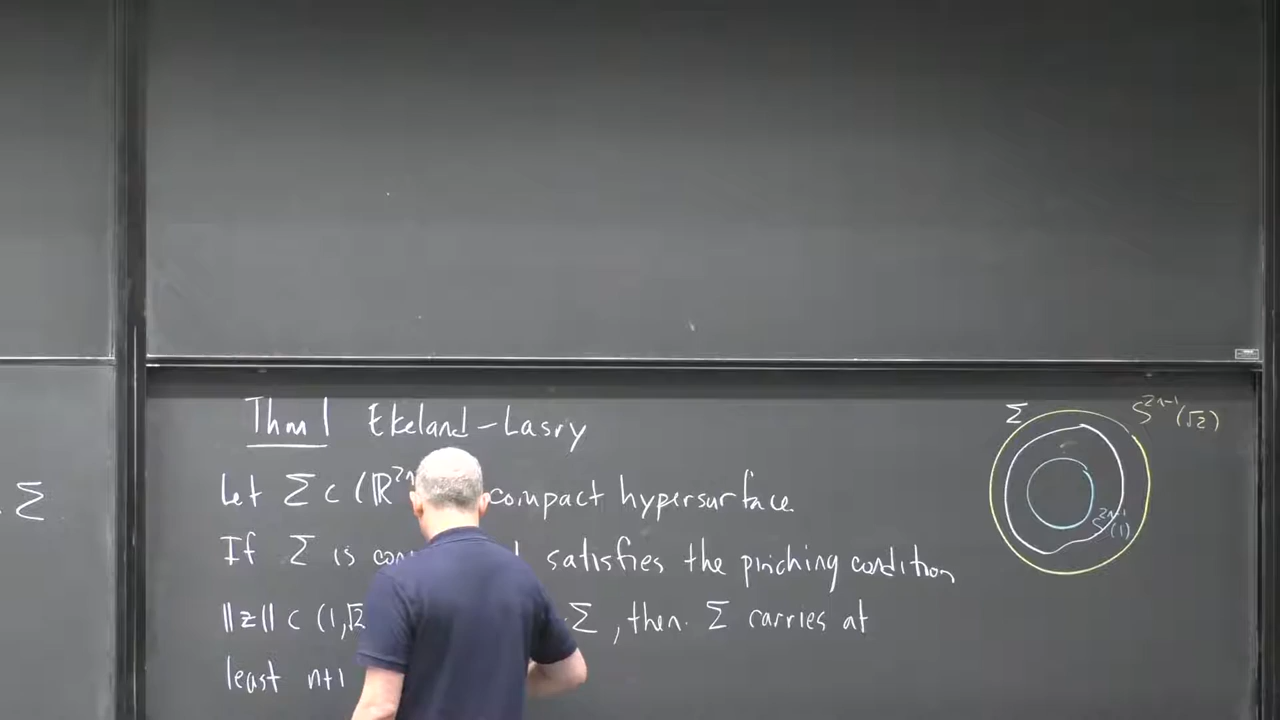 Thm 1 Ekeland-Lasry
Let Σ ⊂ (ℝ²ⁿ compact hypersurface
If Σ is satisfies the pinching condition
‖z‖ ⊂ (1,√2 Σ, then Σ carries at
least n+1
Σ
Σ
S²ⁿ⁻¹(√2)
S²ⁿ⁻¹(1)